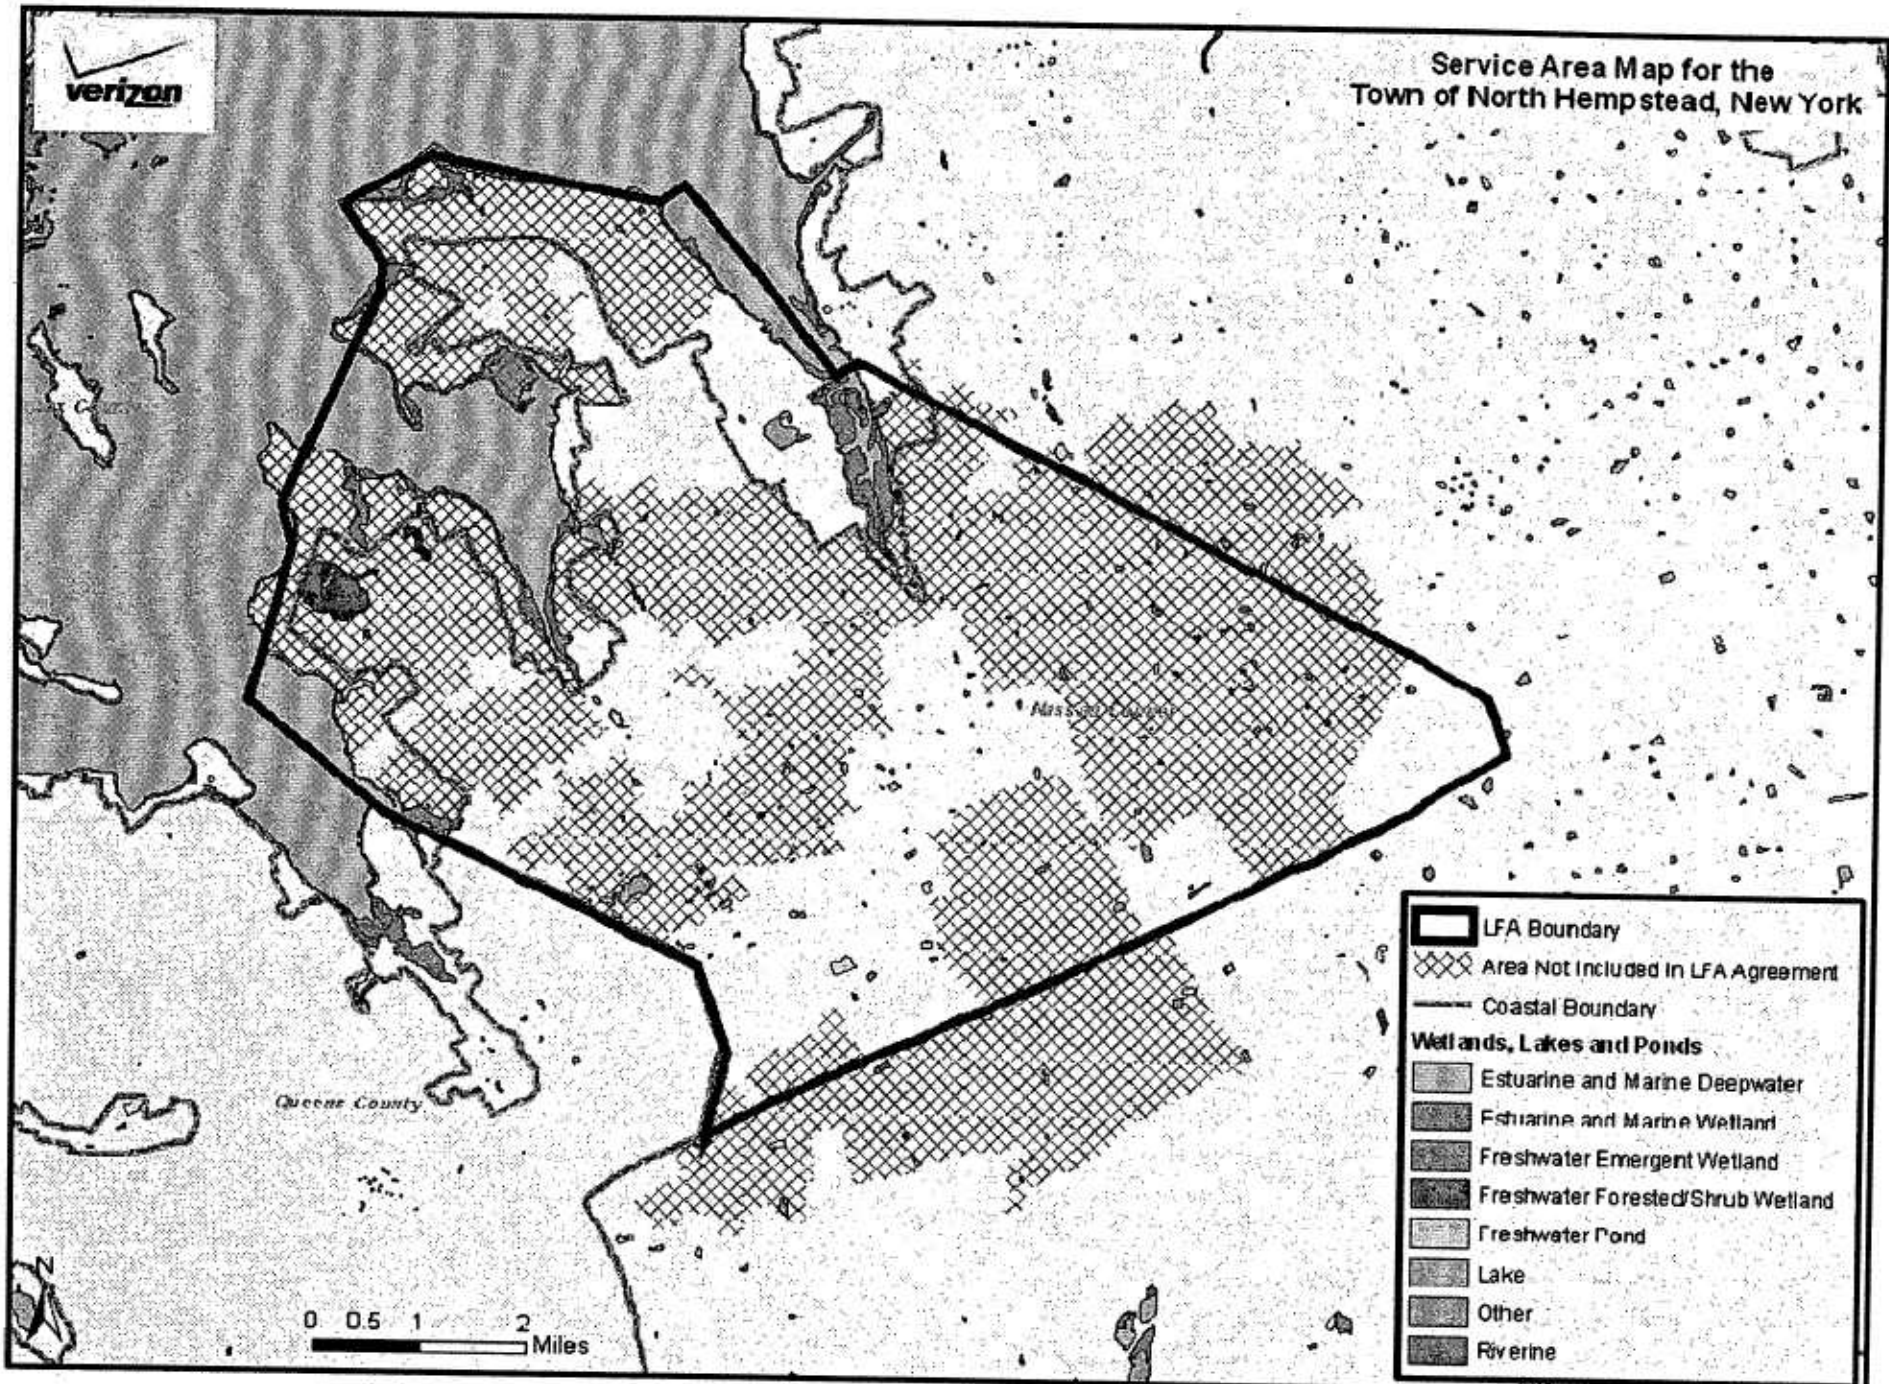 verizon
Service Area Map for the
Town of North Hempstead, New York
Nassau County
Queens County
N
0 0.5 1 2
Miles
LFA Boundary
Area Not Included In LFA Agreement
Coastal Boundary
Wetlands, Lakes and Ponds
Estuarine and Marine Deepwater
Estuarine and Marine Wetland
Freshwater Emergent Wetland
Freshwater Forested/Shrub Wetland
Freshwater Pond
Lake
Other
Riverine